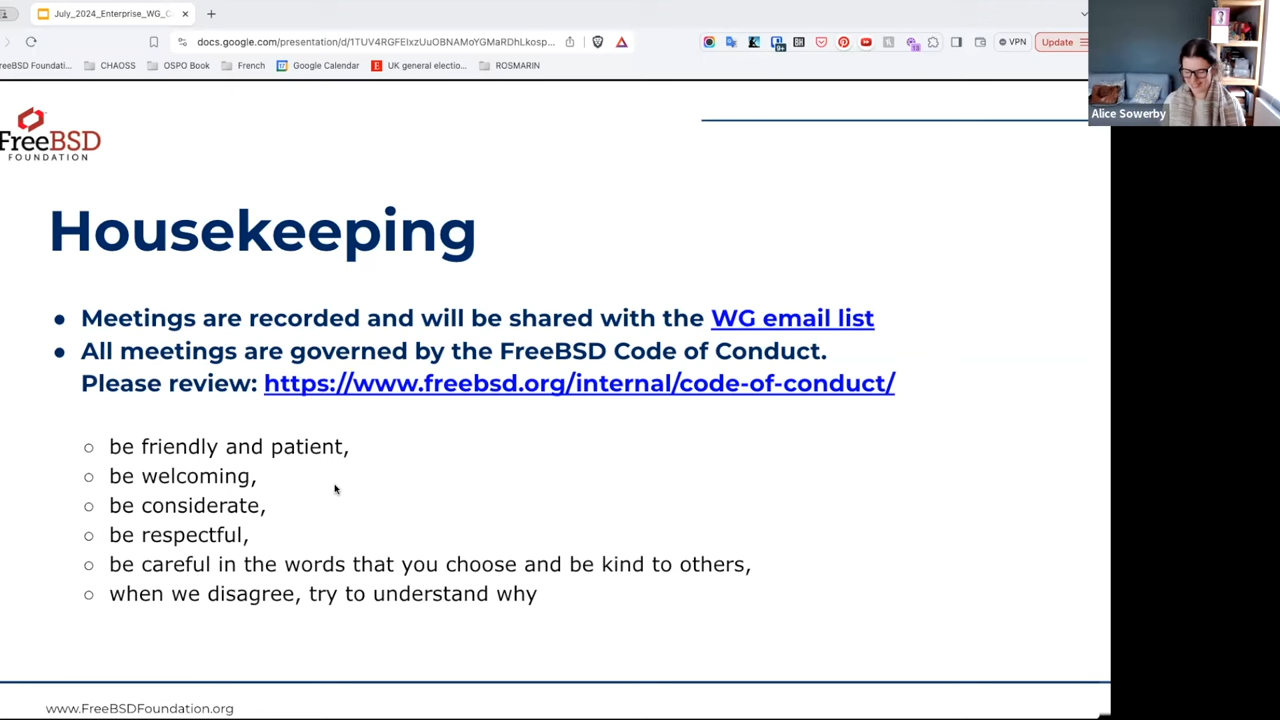 July_2024_Enterprise_WG_C
docs.google.com/presentation/d/1TUV4RGFEIxzUuOBNAMoYGMaRDhLkosp...
VPN
Update
reeBSD Foundati...
CHAOSS
OSPO Book
French
Google Calendar
UK general electio...
ROSMARIN
Alice Sowerby
FreeBSD
FOUNDATION
Housekeeping
● Meetings are recorded and will be shared with the WG email list
● All meetings are governed by the FreeBSD Code of Conduct.
Please review: https://www.freebsd.org/internal/code-of-conduct/
○ be friendly and patient,
○ be welcoming,
○ be considerate,
○ be respectful,
○ be careful in the words that you choose and be kind to others,
○ when we disagree, try to understand why
www.FreeBSDFoundation.org